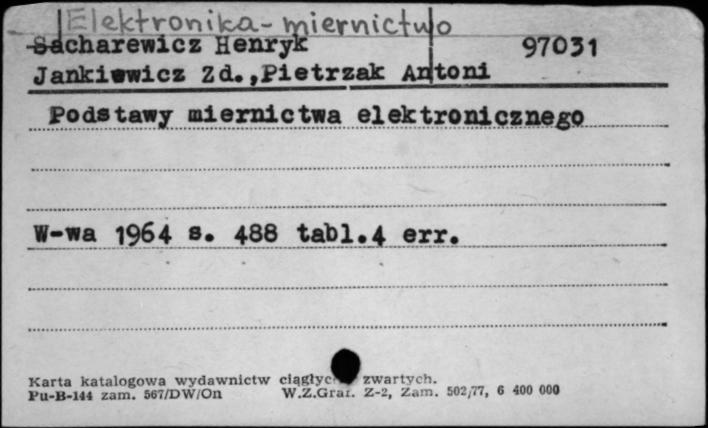 Elektronika-miernictwo
Sacharewicz Henryk 97031
Jankiewicz Zd.,Pietrzak Antoni
Podstawy miernictwa elektronicznego
W-wa 1964 s. 488 tabl.4 err.
Karta katalogowa wydawnictw zwartych.
Pu-B-144 zam. 567/DW/On W.Z.Graf. Z-2, Zam. 502/77, 6 400 000